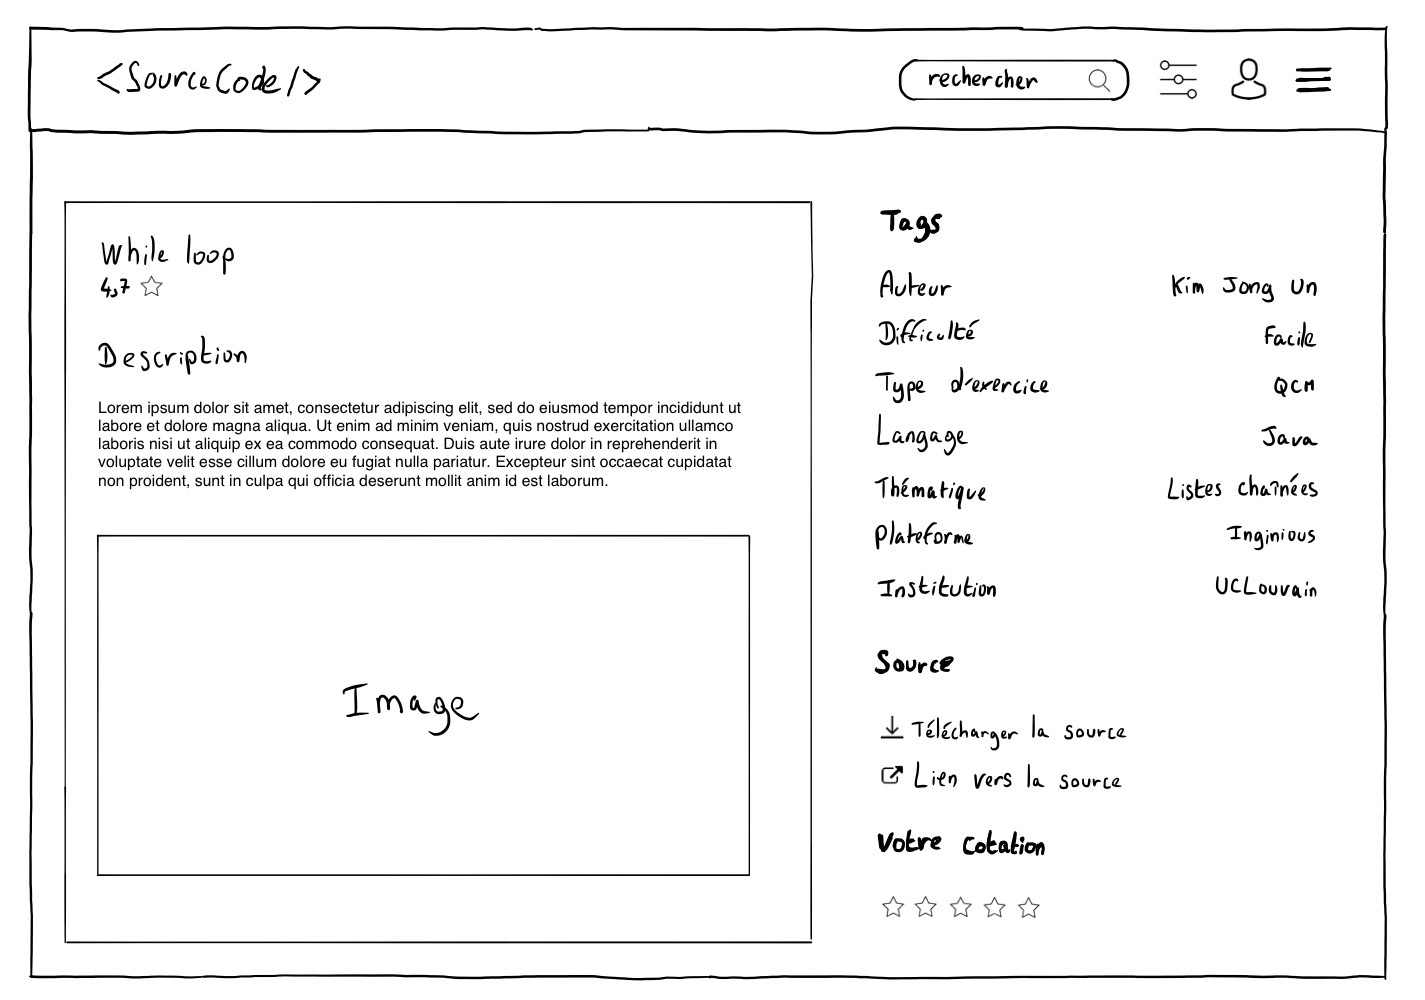 <SourceCode/>
rechercher
While loop
4,7
Description
Lorem ipsum dolor sit amet, consectetur adipiscing elit, sed do eiusmod tempor incididunt ut
labore et dolore magna aliqua. Ut enim ad minim veniam, quis nostrud exercitation ullamco
laboris nisi ut aliquip ex ea commodo consequat. Duis aute irure dolor in reprehenderit in
voluptate velit esse cillum dolore eu fugiat nulla pariatur. Excepteur sint occaecat cupidatat
non proident, sunt in culpa qui officia deserunt mollit anim id est laborum.
Image
Tags
Auteur Kim Jong Un
Difficulté Facile
Type d'exercice QCM
Langage Java
Thématique Listes chaînées
Plateforme Inginious
Institution UCLouvain
Source
Télécharger la source
Lien vers la source
Votre cotation